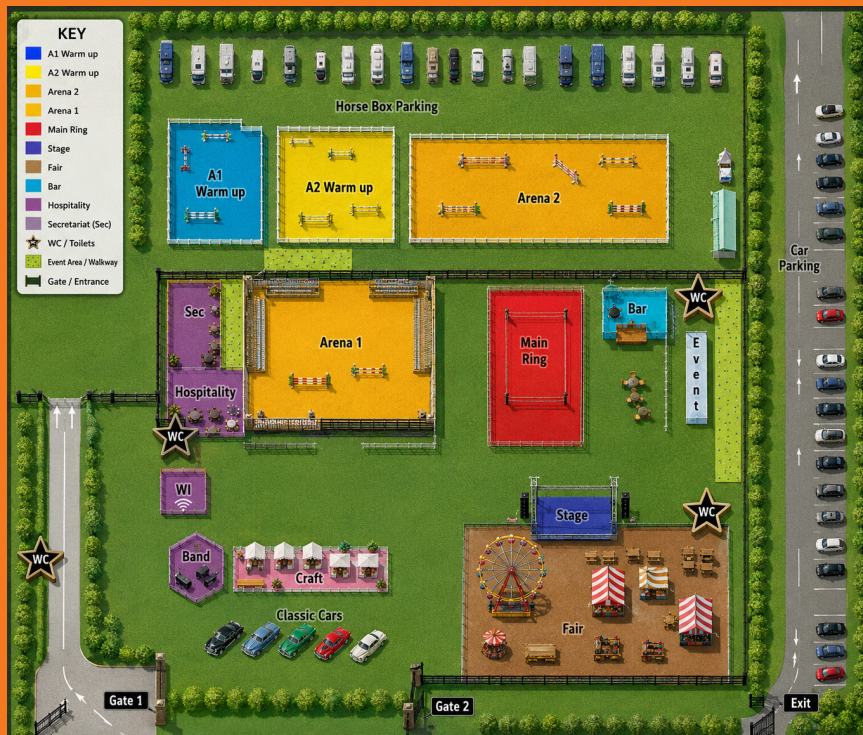 KEY
A1 Warm up
A2 Warm up
Arena 2
Arena 1
Main Ring
Stage
Fair
Bar
Hospitality
Secretariat (Sec)
WC / Toilets
Event Area / Walkway
Gate / Entrance
Horse Box Parking
A1
Warm up
A2 Warm up
Arena 2
Car
Parking
Sec
Arena 1
Main
Ring
Bar
WC
Event
Hospitality
WC
WI
Stage
WC
WC
Band
Craft
Classic Cars
Fair
Gate 1
Gate 2
Exit